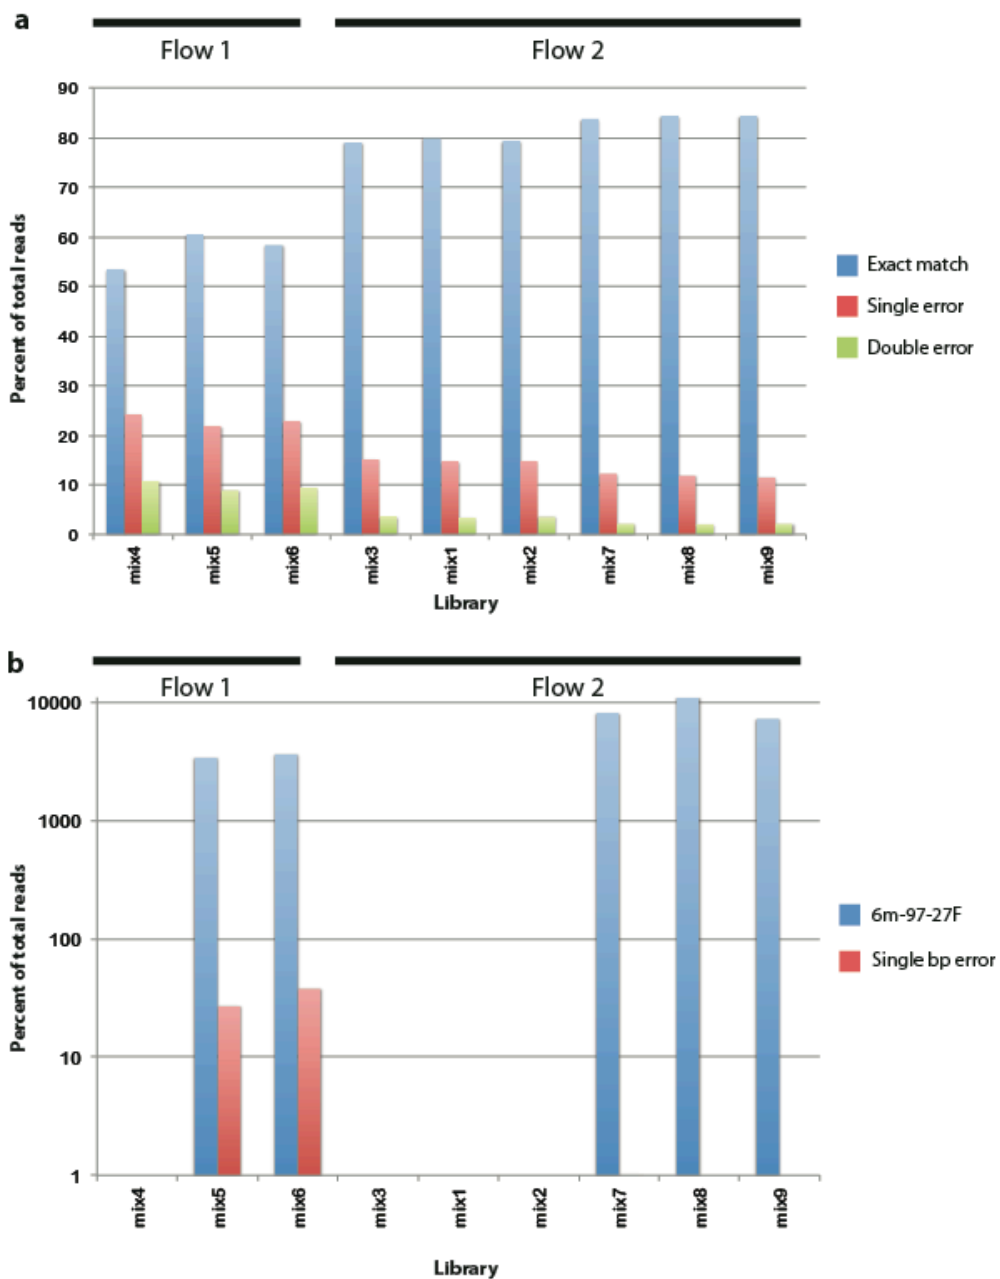 a
Flow 1 Flow 2
90
80
70
60
50
40
30
20
10
0
Percent of total reads
mix4 mix5 mix6 mix3 mix1 mix2 mix7 mix8 mix9
Library
Exact match
Single error
Double error
b
Flow 1 Flow 2
10000
1000
100
10
1
Percent of total reads
mix4 mix5 mix6 mix3 mix1 mix2 mix7 mix8 mix9
Library
6m-97-27F
Single bp error